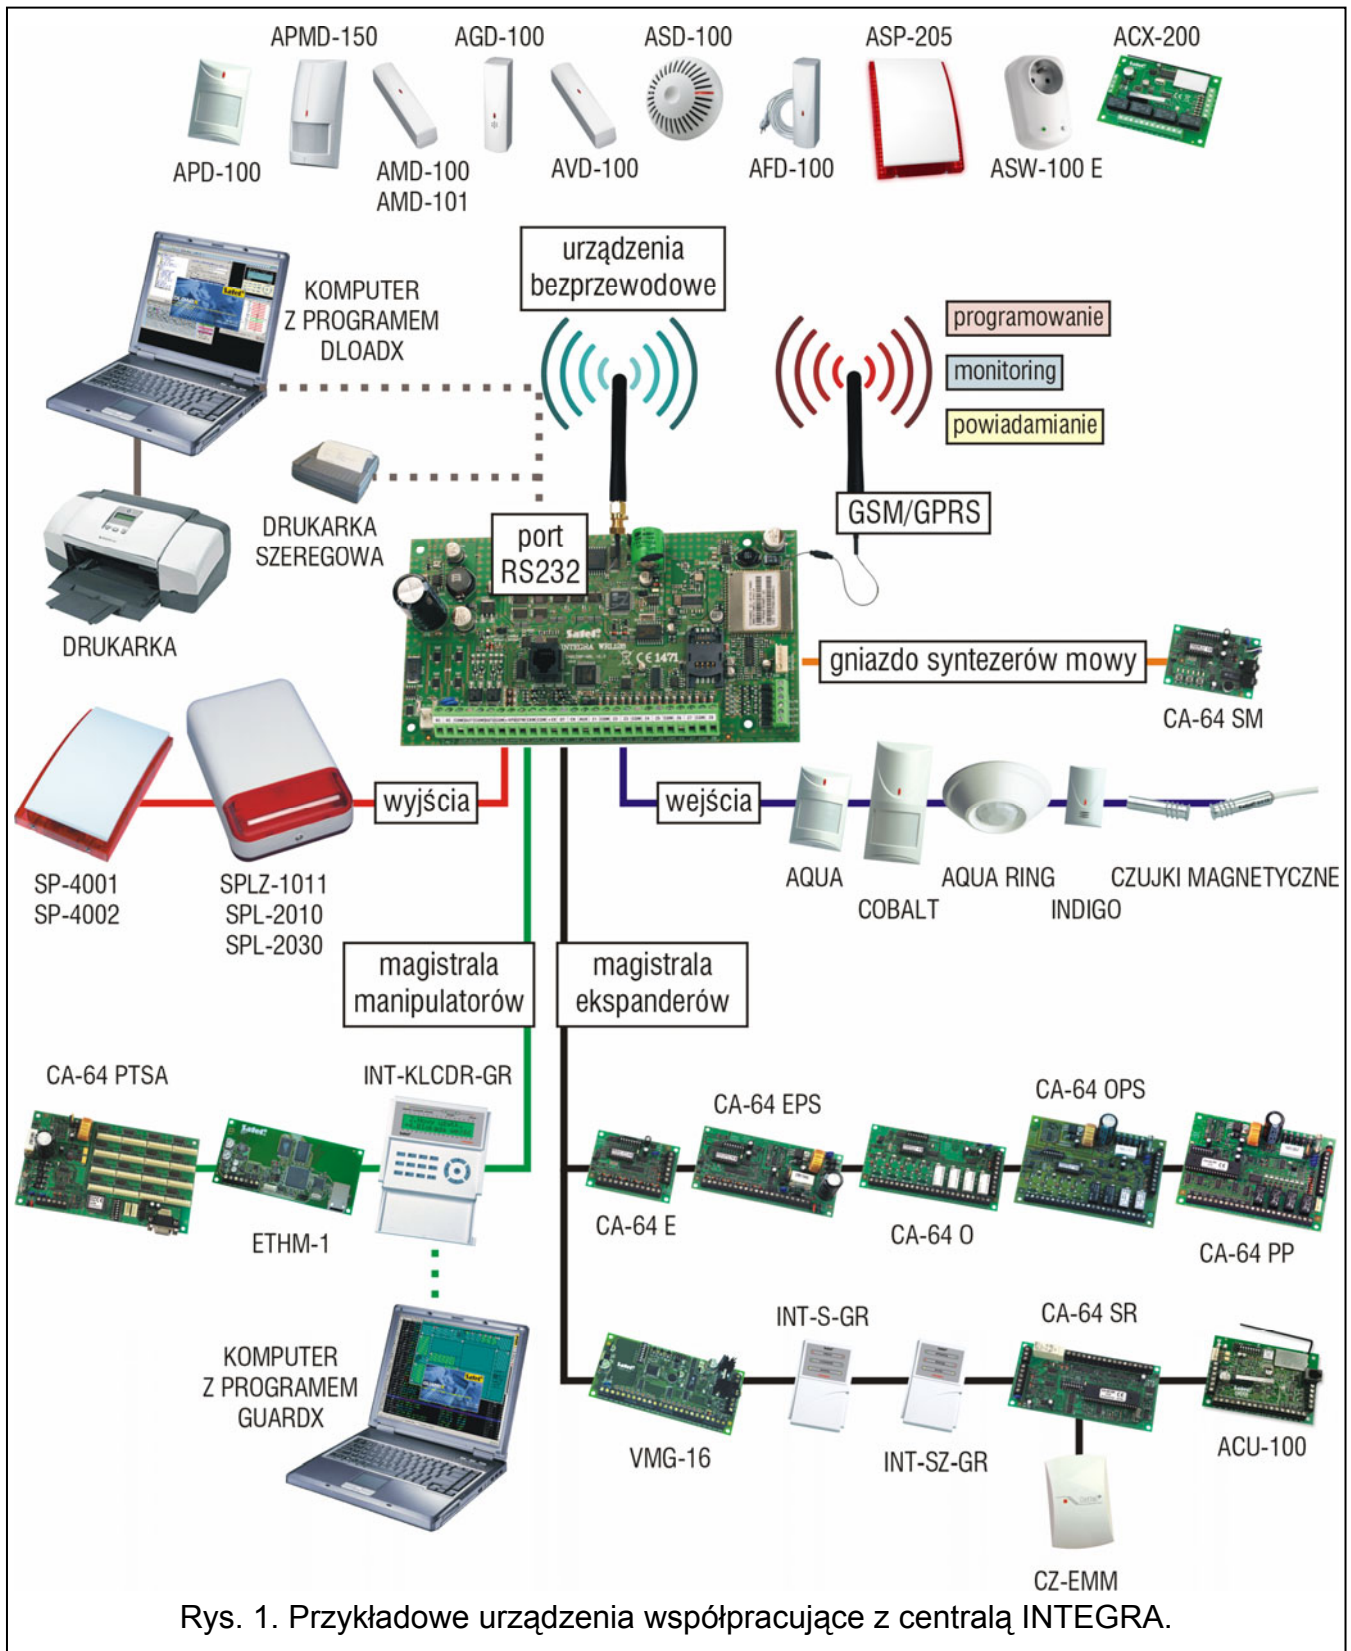 APMD-150
AGD-100
ASD-100
ASP-205
ACX-200
APD-100
AMD-100
AMD-101
AVD-100
AFD-100
ASW-100 E
urządzenia
bezprzewodowe
KOMPUTER
Z PROGRAMEM
DLOADX
programowanie
monitoring
powiadamianie
DRUKARKA
SZEREGOWA
port
RS232
GSM/GPRS
DRUKARKA
Satel
INTEGRA WRL
CE 1471
gniazdo syntezerów mowy
CA-64 SM
wyjścia
wejścia
SP-4001
SP-4002
SPLZ-1011
SPL-2010
SPL-2030
AQUA
COBALT
AQUA RING
INDIGO
CZUJKI MAGNETYCZNE
magistrala
manipulatorów
magistrala
ekspanderów
CA-64 PTSA
INT-KLCDR-GR
ETHM-1
CA-64 EPS
CA-64 OPS
CA-64 E
CA-64 O
CA-64 PP
KOMPUTER
Z PROGRAMEM
GUARDX
INT-S-GR
CA-64 SR
VMG-16
INT-SZ-GR
ACU-100
CZ-EMM
Rys. 1. Przykładowe urządzenia współpracujące z centralą INTEGRA.